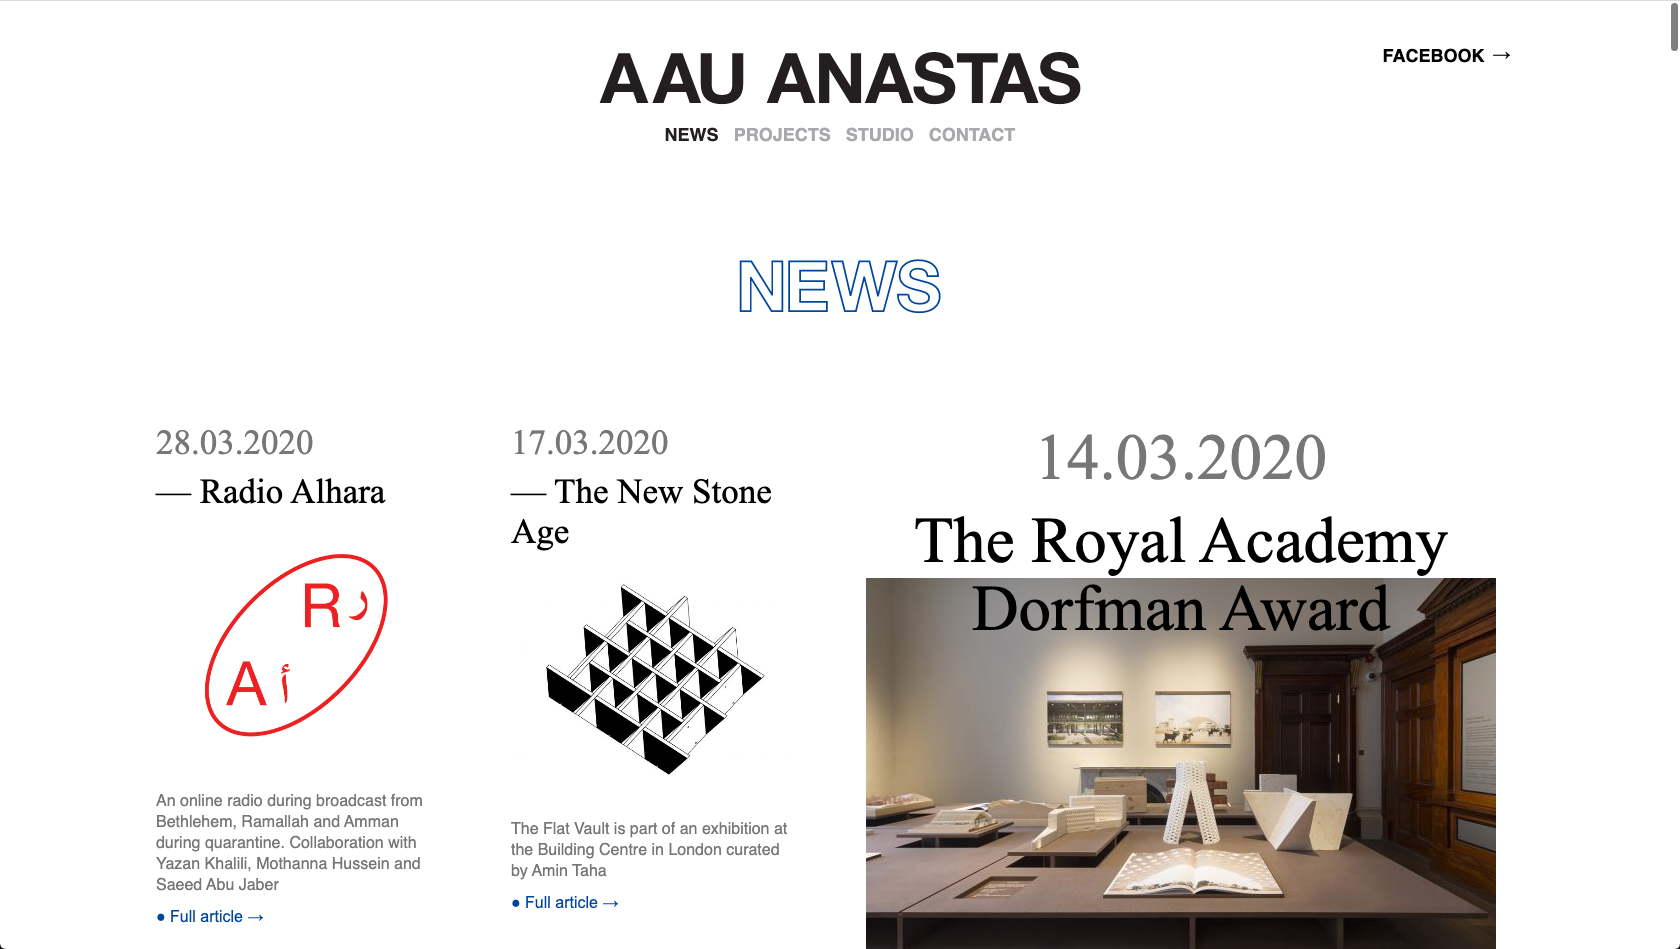 AAU ANASTAS
FACEBOOK →
NEWS PROJECTS STUDIO CONTACT
NEWS
28.03.2020
— Radio Alhara
R ر
A أ
An online radio during broadcast from
Bethlehem, Ramallah and Amman
during quarantine. Collaboration with
Yazan Khalili, Mothanna Hussein and
Saeed Abu Jaber
● Full article →
17.03.2020
— The New Stone
Age
The Flat Vault is part of an exhibition at
the Building Centre in London curated
by Amin Taha
● Full article →
14.03.2020
The Royal Academy
Dorfman Award